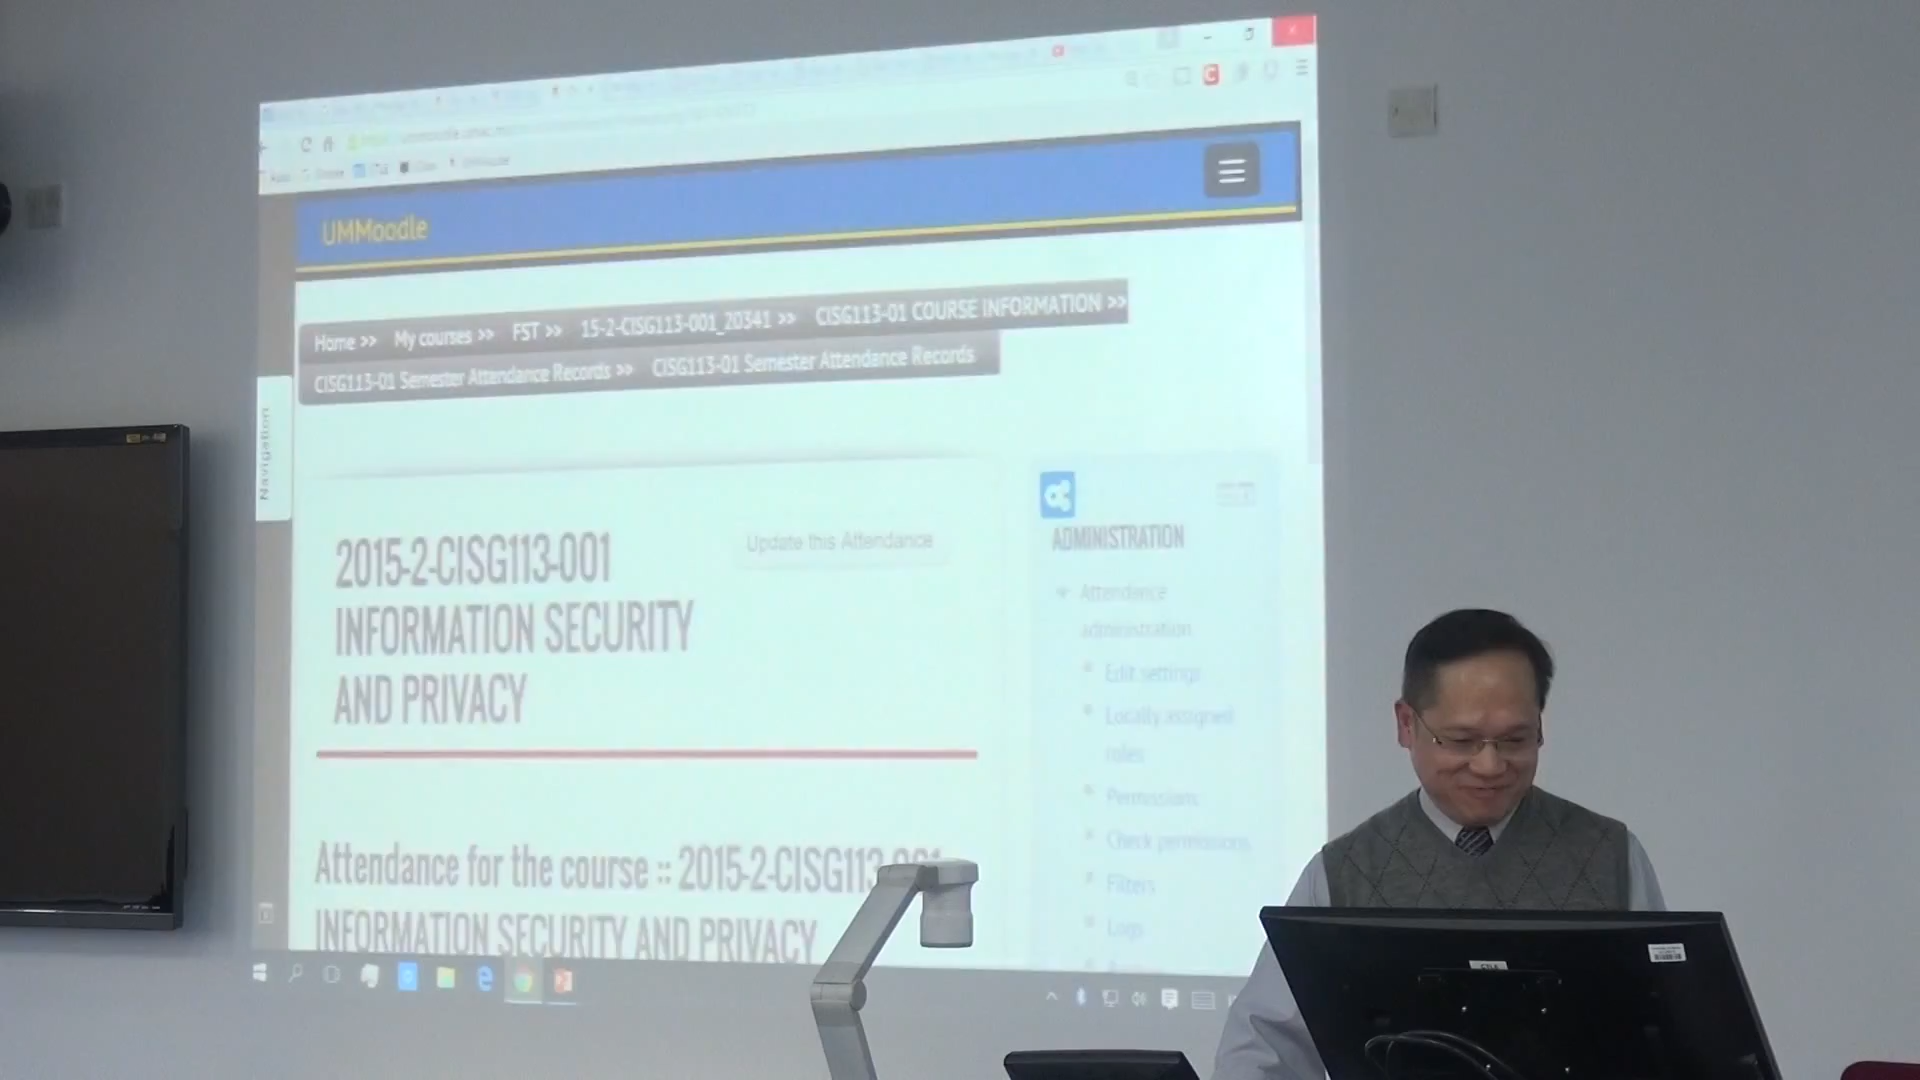 UMMoodle
Home >> My courses >> FST >> 15-2-CISG113-001_20341 >> CISG113-01 COURSE INFORMATION >>
CISG113-01 Semester Attendance Records >> CISG113-01 Semester Attendance Records
Navigation
2015-2-CISG113-001
INFORMATION SECURITY
AND PRIVACY
Update this Attendance
Attendance for the course :: 2015-2-CISG113-001
INFORMATION SECURITY AND PRIVACY
ADMINISTRATION
Attendance
administration
Edit settings
Locally assigned
roles
Permissions
Check permissions
Filters
Logs